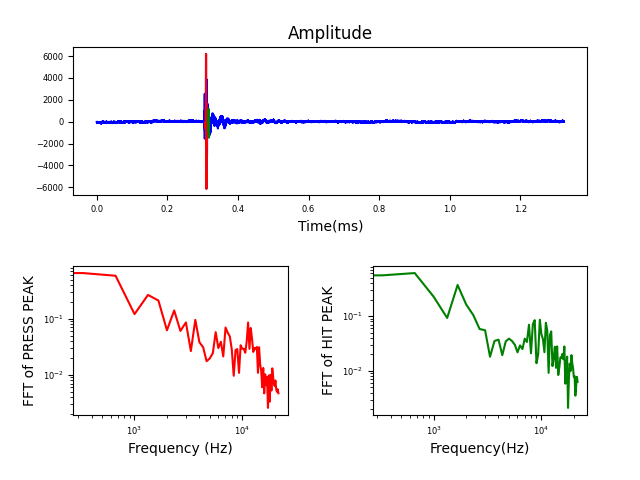 Amplitude
6000
4000
2000
0
−2000
−4000
−6000
0.0 0.2 0.4 0.6 0.8 1.0 1.2
Time(ms)
FFT of PRESS PEAK
10⁻¹
10⁻²
10³ 10⁴
Frequency (Hz)
FFT of HIT PEAK
10⁻¹
10⁻²
10³ 10⁴
Frequency(Hz)